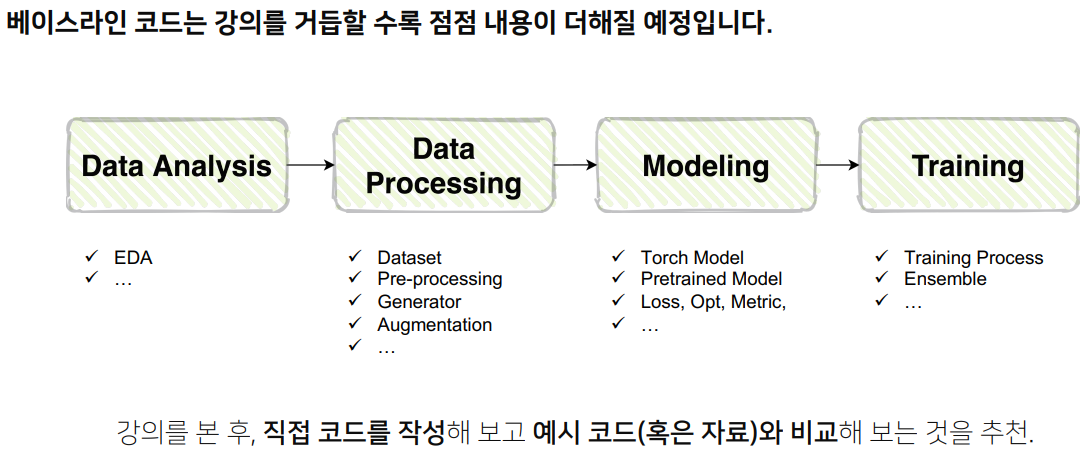 베이스라인 코드는 강의를 거듭할 수록 점점 내용이 더해질 예정입니다.
Data Analysis
✓ EDA
✓ …
Data
Processing
✓ Dataset
✓ Pre-processing
✓ Generator
✓ Augmentation
✓ …
Modeling
✓ Torch Model
✓ Pretrained Model
✓ Loss, Opt, Metric,
✓ …
Training
✓ Training Process
✓ Ensemble
✓ …
강의를 본 후, 직접 코드를 작성해 보고 예시 코드(혹은 자료)와 비교해 보는 것을 추천.